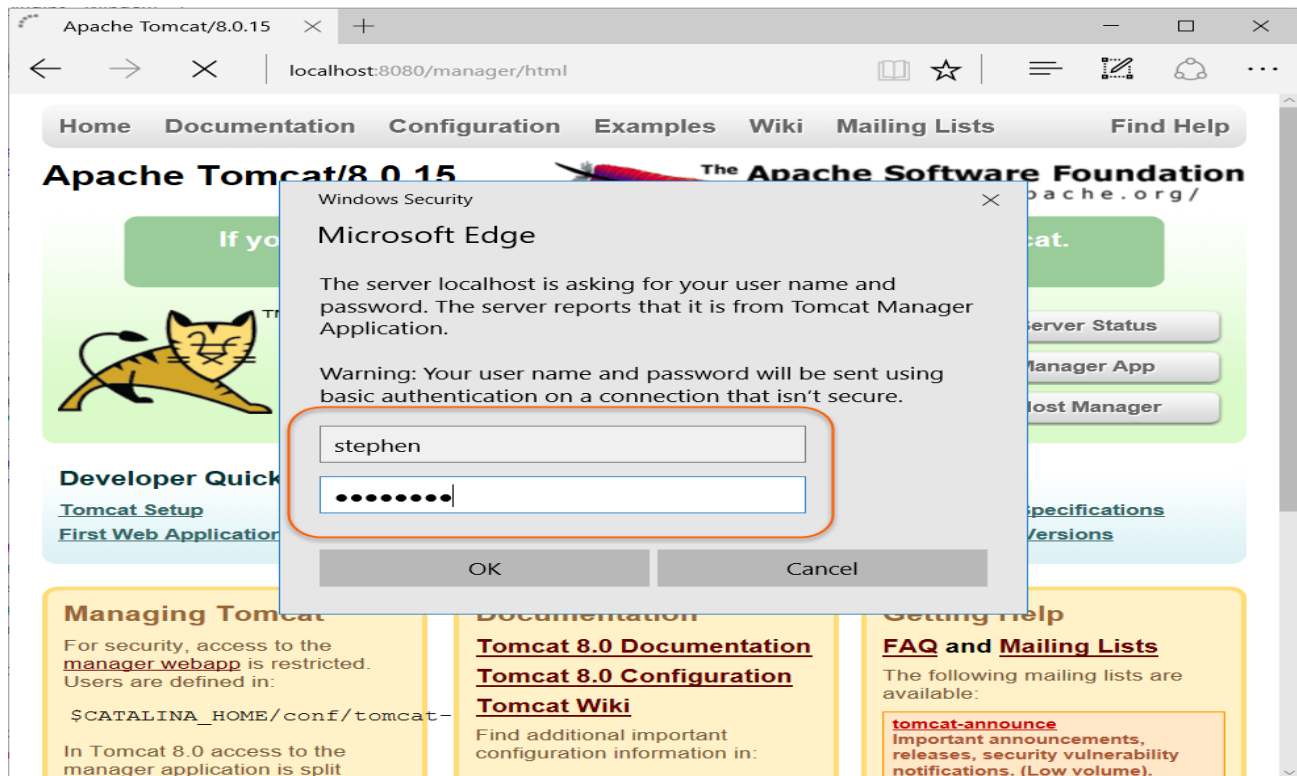 Apache Tomcat/8.0.15
localhost:8080/manager/html
Home Documentation Configuration Examples Wiki Mailing Lists Find Help
Apache Tomcat/8.0.15
The Apache Software Foundation
pache.org/
If yo
cat.
TM
Server Status
Manager App
Host Manager
Windows Security
Microsoft Edge
The server localhost is asking for your user name and
password. The server reports that it is from Tomcat Manager
Application.
Warning: Your user name and password will be sent using
basic authentication on a connection that isn't secure.
stephen
●●●●●●●●
OK Cancel
Developer Quick
Tomcat Setup
First Web Application
Specifications
Versions
Managing Tomcat
For security, access to the
manager webapp is restricted.
Users are defined in:
$CATALINA_HOME/conf/tomcat-
In Tomcat 8.0 access to the
manager application is split
Documentation
Tomcat 8.0 Documentation
Tomcat 8.0 Configuration
Tomcat Wiki
Find additional important
configuration information in:
Getting Help
FAQ and Mailing Lists
The following mailing lists are
available:
tomcat-announce
Important announcements,
releases, security vulnerability
notifications. (Low volume).